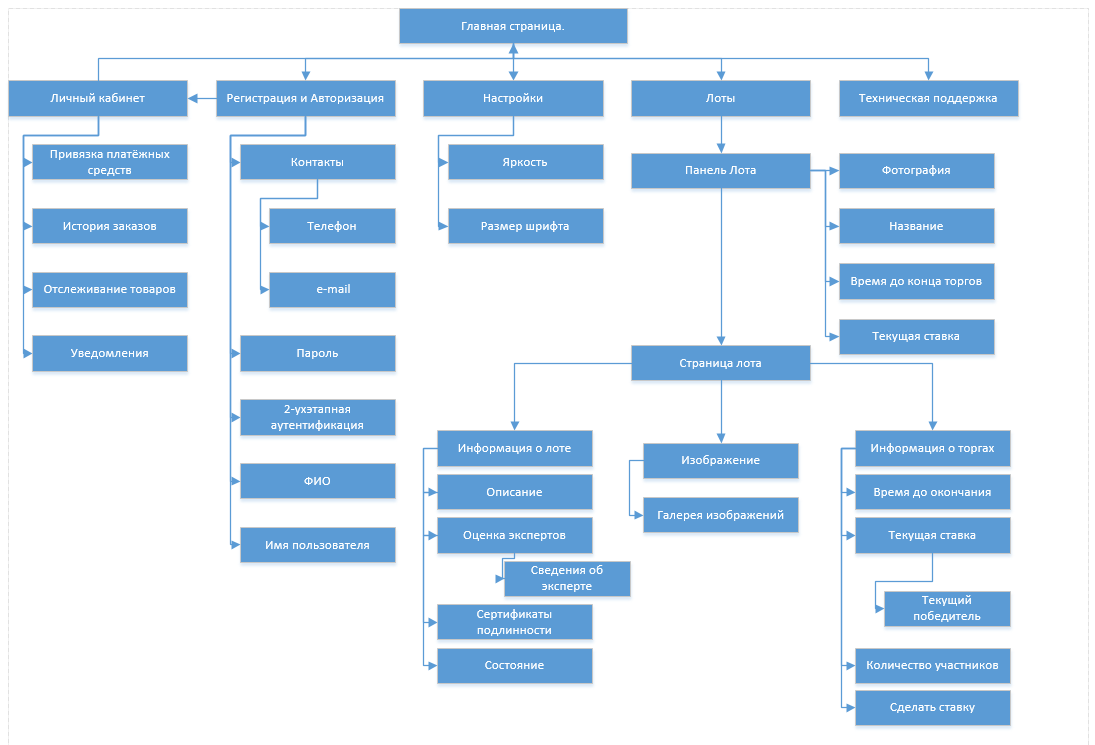 Главная страница.
Личный кабинет
Регистрация и Авторизация
Настройки
Лоты
Техническая поддержка
Привязка платёжных
средств
История заказов
Отслеживание товаров
Уведомления
Контакты
Телефон
e-mail
Пароль
2-ухэтапная
аутентификация
ФИО
Имя пользователя
Яркость
Размер шрифта
Панель Лота
Фотография
Название
Время до конца торгов
Текущая ставка
Страница лота
Информация о лоте
Описание
Оценка экспертов
Сведения об
эксперте
Сертификаты
подлинности
Состояние
Изображение
Галерея изображений
Информация о торгах
Время до окончания
Текущая ставка
Текущий
победитель
Количество участников
Сделать ставку